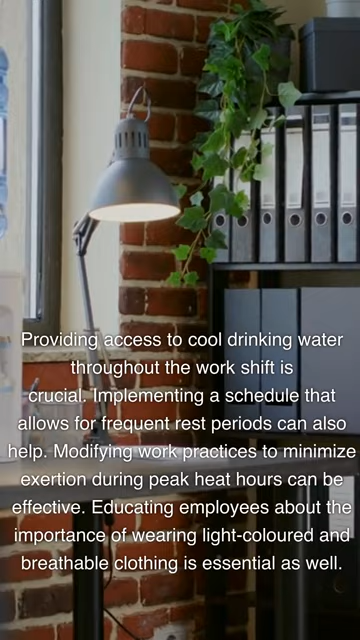 Providing access to cool drinking water
throughout the work shift is
crucial. Implementing a schedule that
allows for frequent rest periods can also
help. Modifying work practices to minimize
exertion during peak heat hours can be
effective. Educating employees about the
importance of wearing light-coloured and
breathable clothing is essential as well.